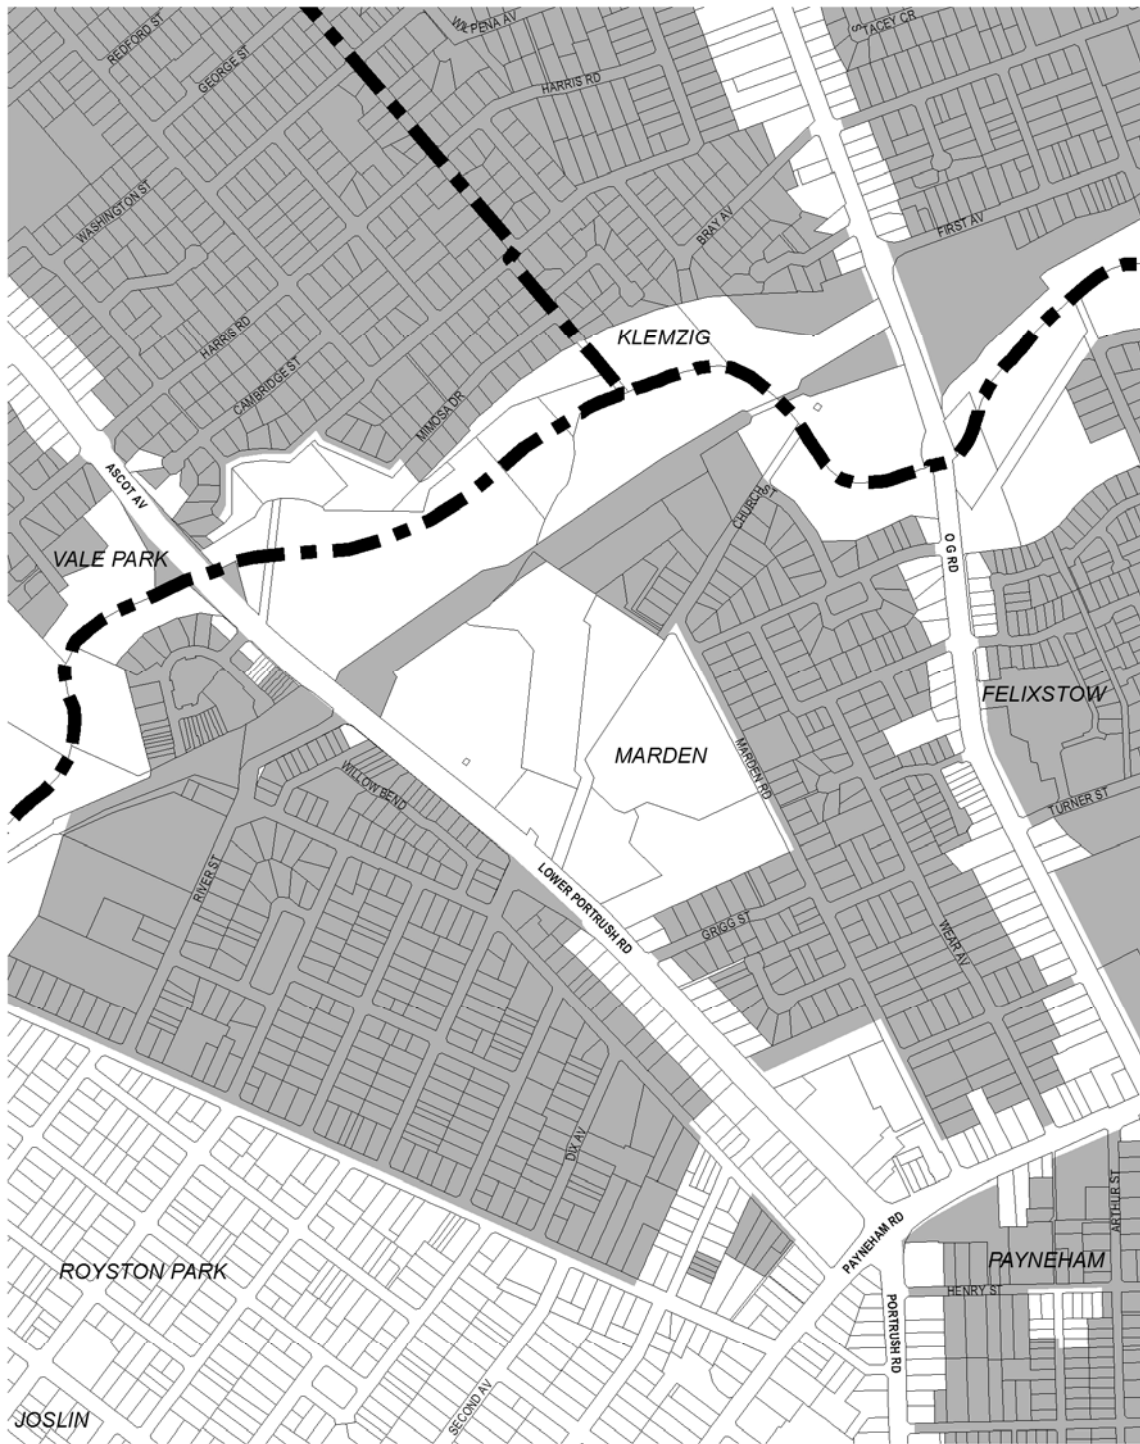 REDFORD ST
GEORGE ST
WILPENA AV
S
TACEY CR
HARRIS RD
WASHINGTON ST
BRAY AV
FIRST AV
HARRIS RD
KLEMZIG
CAMBRIDGE ST
MIMOSA DR
ASCOT AV
CHURCH
ST
O G RD
VALE PARK
FELIXSTOW
MARDEN
MARDEN RD
WILLOW BEND
TURNER ST
RIVER ST
LOWER PORTRUSH RD
GRIGG ST
WEAR AV
DIX AV
ARTHUR ST
PAYNEHAM RD
PAYNEHAM
ROYSTON PARK
HENRY ST
PORTRUSH RD
SECOND AV
JOSLIN